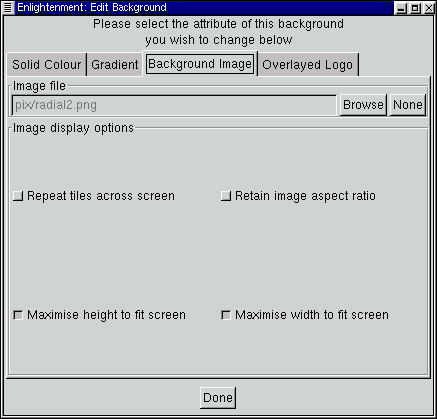 Enlightenment: Edit Background
Please select the attribute of this background
you wish to change below
Solid Colour Gradient Background Image Overlayed Logo
Image file
pix/radial2.png Browse None
Image display options
Repeat tiles across screen Retain image aspect ratio
Maximise height to fit screen Maximise width to fit screen
Done